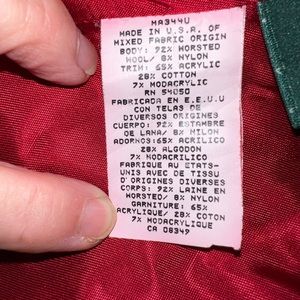 MA344U
MADE IN U.S.A. OF
MIXED FABRIC ORIGIN
BODY: 92% WORSTED
WOOL/ 8% NYLON
TRIM: 65% ACRYLIC
28% COTTON
7% MODACRYLIC
RN 54050
FABRICADA EN E.E.U.U
CON TELAS DE
DIVERSOS ORIGINES
CUERPO: 92% ESTAMBRE
DE LANA/ 8% NILON
ADORNOS:65% ACRILICO
28% ALGODON
7% MODACRILICO
FABRIQUE AU ETATS-
UNIS AVEC DE TISSU
D'ORIGINES DIVERSES
CORPS: 92% LAINE EN
WORSTED/ 8% NYLON
GARNITURE: 65%
ACRYLIQUE/ 28% COTON
7% MODACRYLIQUE
CA 08349